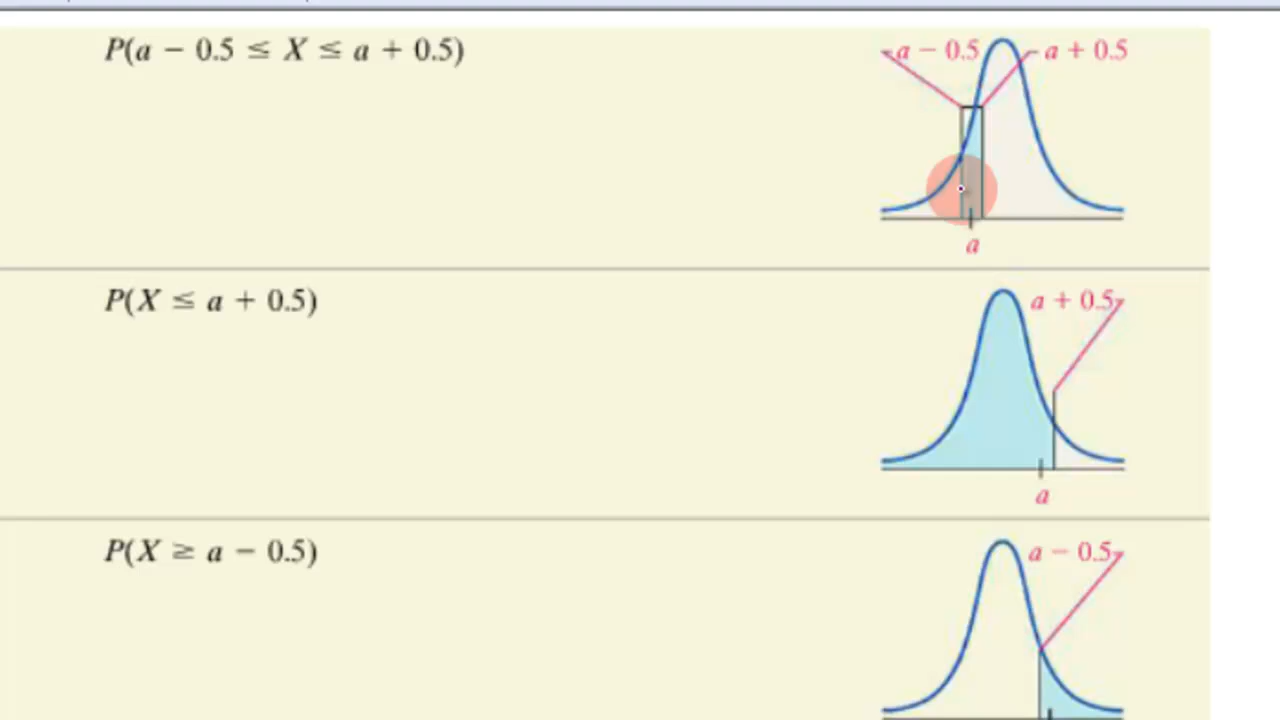 P(a − 0.5 ≤ X ≤ a + 0.5)
a − 0.5
a + 0.5
a
P(X ≤ a + 0.5)
a + 0.5
a
P(X ≥ a − 0.5)
a − 0.5